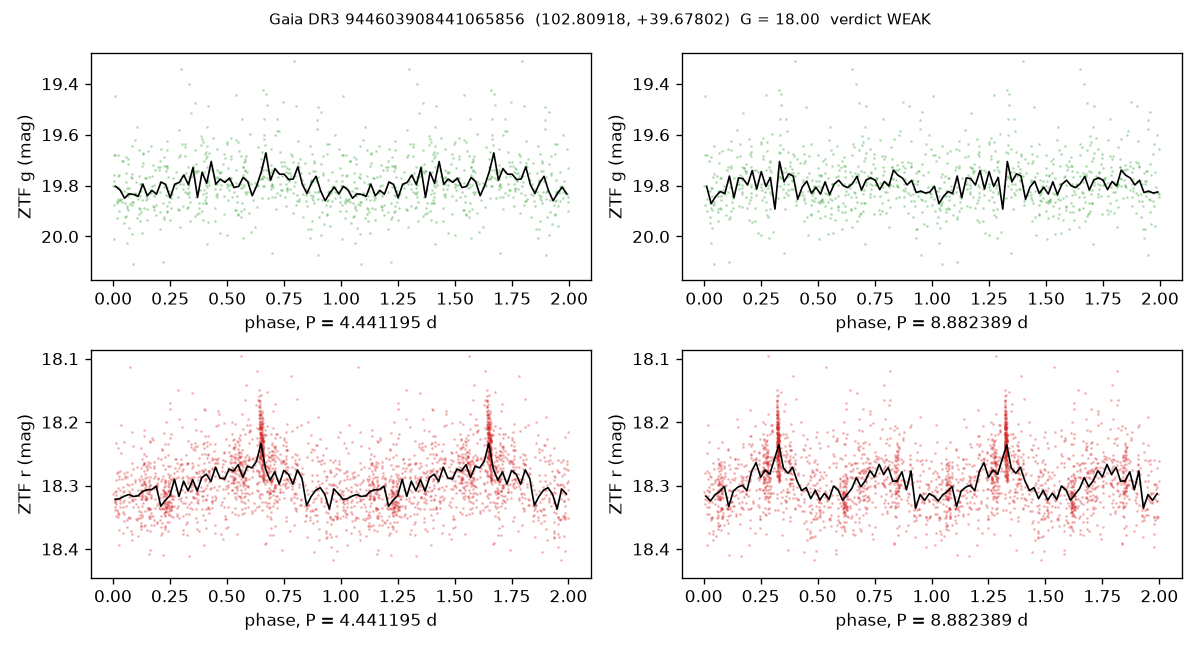 Gaia DR3 944603908441065856 (102.80918, +39.67802) G = 18.00 verdict WEAK
ZTF g (mag)
19.4
19.6
19.8
20.0
0.00 0.25 0.50 0.75 1.00 1.25 1.50 1.75 2.00
phase, P = 4.441195 d
ZTF g (mag)
19.4
19.6
19.8
20.0
0.00 0.25 0.50 0.75 1.00 1.25 1.50 1.75 2.00
phase, P = 8.882389 d
ZTF r (mag)
18.1
18.2
18.3
18.4
0.00 0.25 0.50 0.75 1.00 1.25 1.50 1.75 2.00
phase, P = 4.441195 d
ZTF r (mag)
18.1
18.2
18.3
18.4
0.00 0.25 0.50 0.75 1.00 1.25 1.50 1.75 2.00
phase, P = 8.882389 d